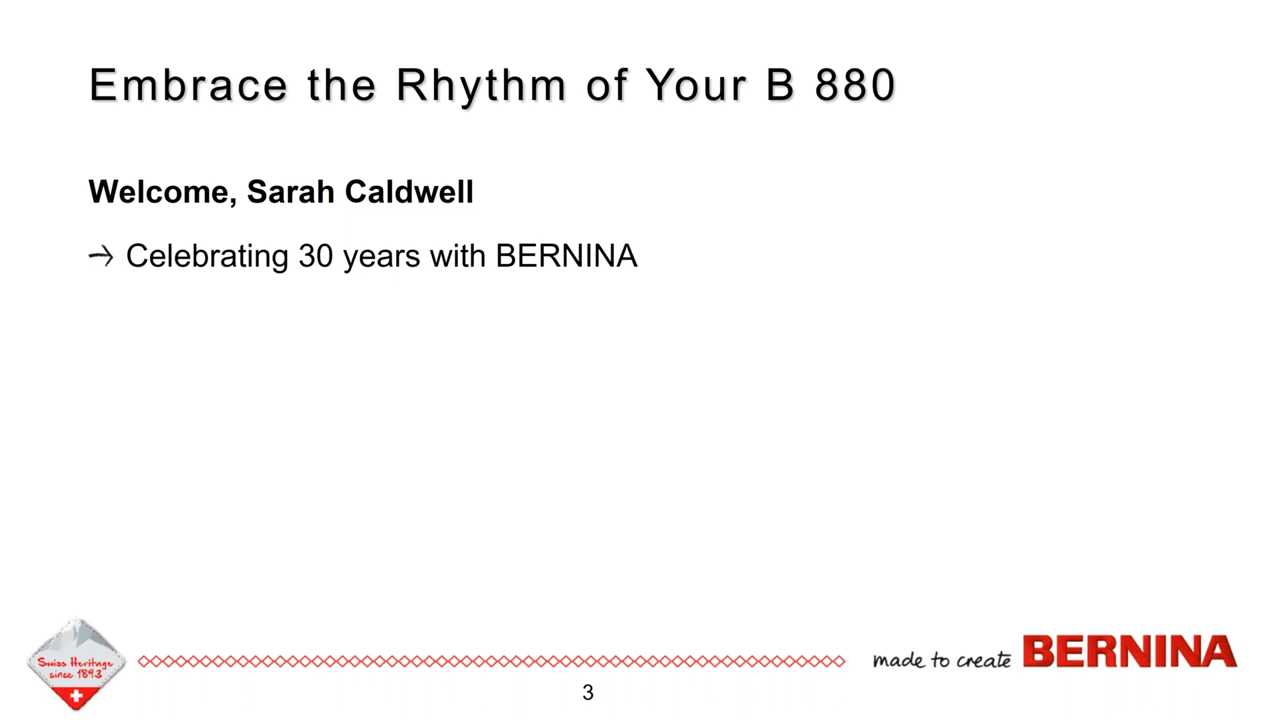 Embrace the Rhythm of Your B 880
Welcome, Sarah Caldwell
→ Celebrating 30 years with BERNINA
Swiss Heritage
since 1893
made to create BERNINA
3